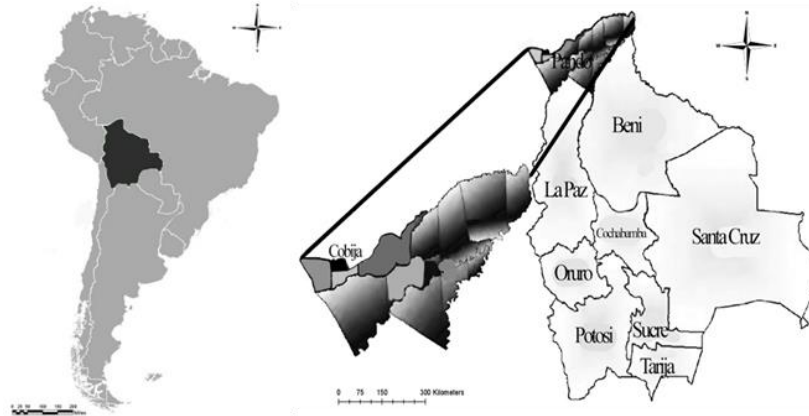 Pando
Beni
La Paz
Cobija
Cochabamba
Santa Cruz
Oruro
Potosi
Sucre
Tarija
0 75 150 300 Kilometers